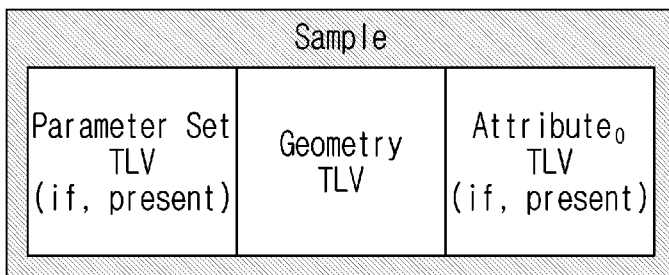 Sample
Parameter Set
TLV
(if, present)
Geometry
TLV
Attribute₀
TLV
(if, present)